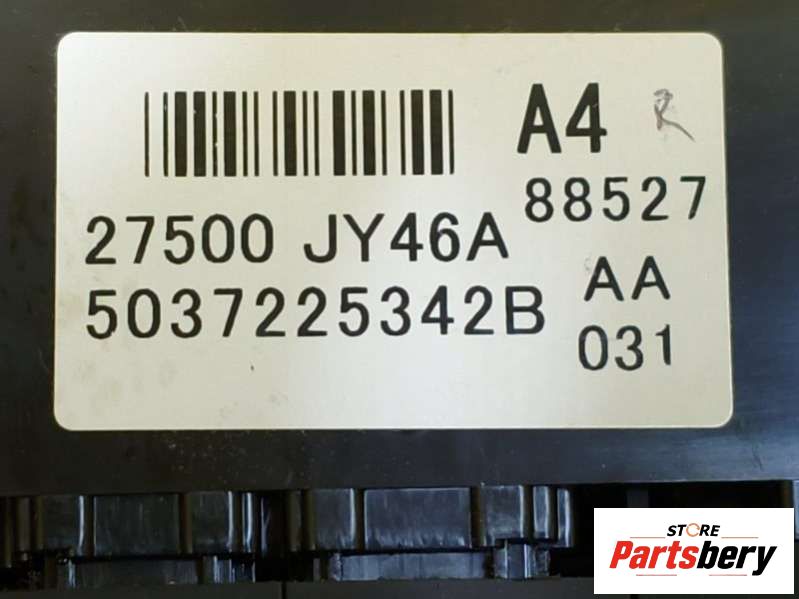 A4 R
88527
27500 JY46A
AA
5037225342B
031
STORE
Partsbery